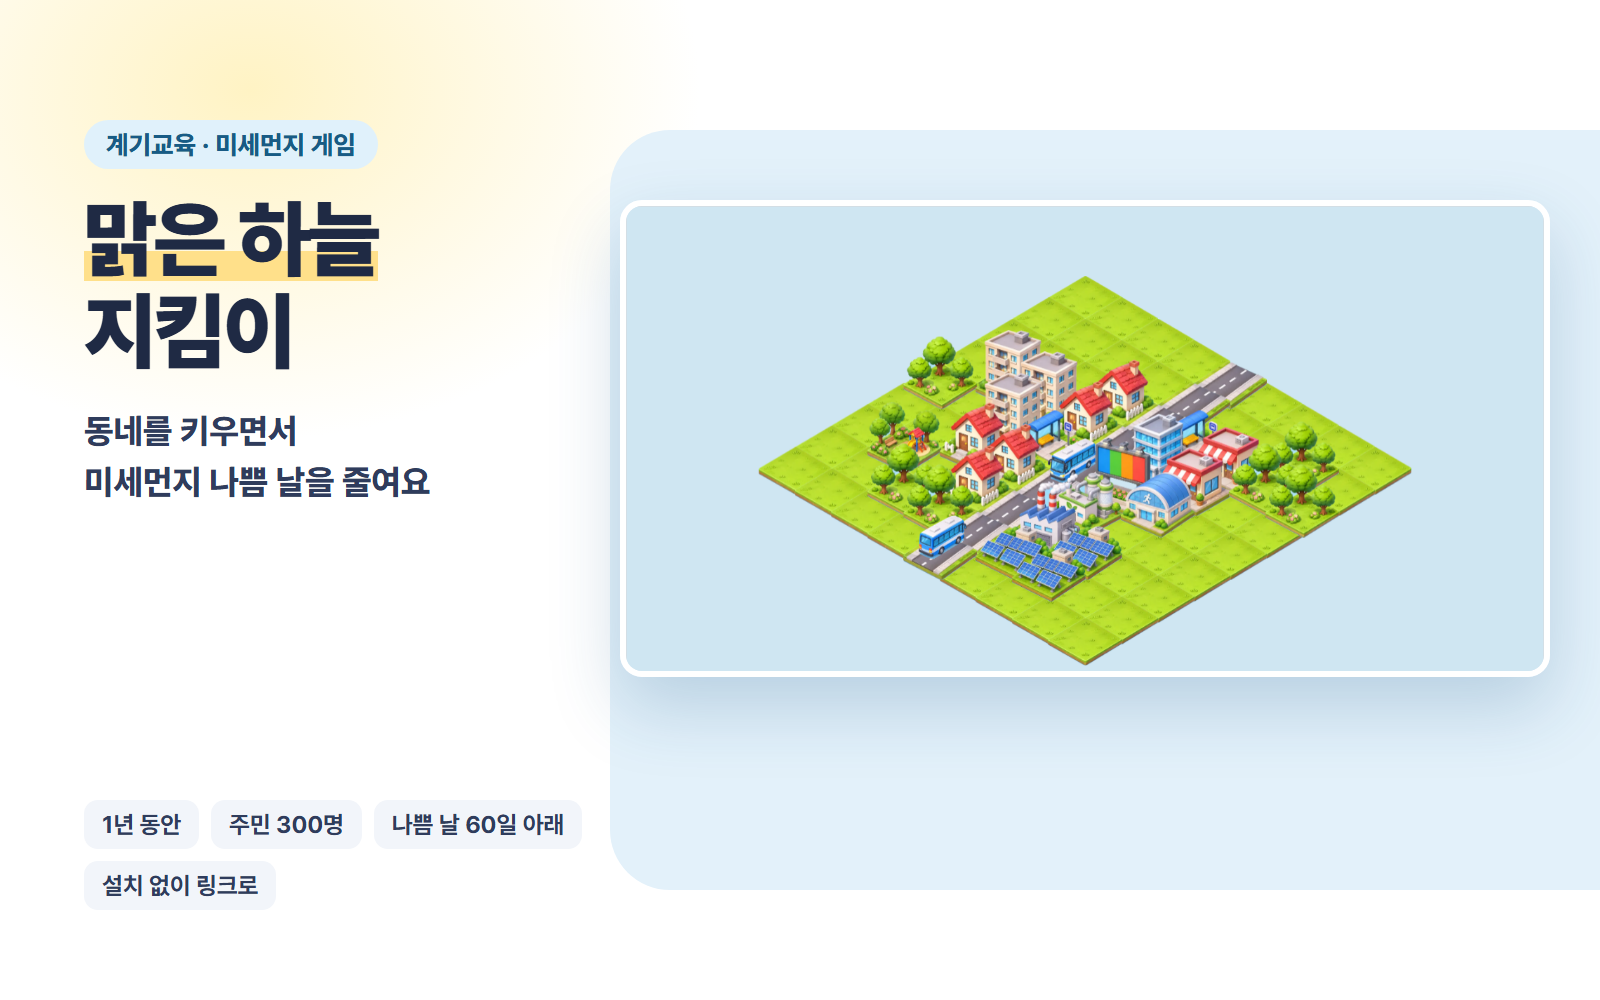 계기교육 · 미세먼지 게임
맑은 하늘
지킴이
동네를 키우면서
미세먼지 나쁨 날을 줄여요
1년 동안
주민 300명
나쁨 날 60일 아래
설치 없이 링크로